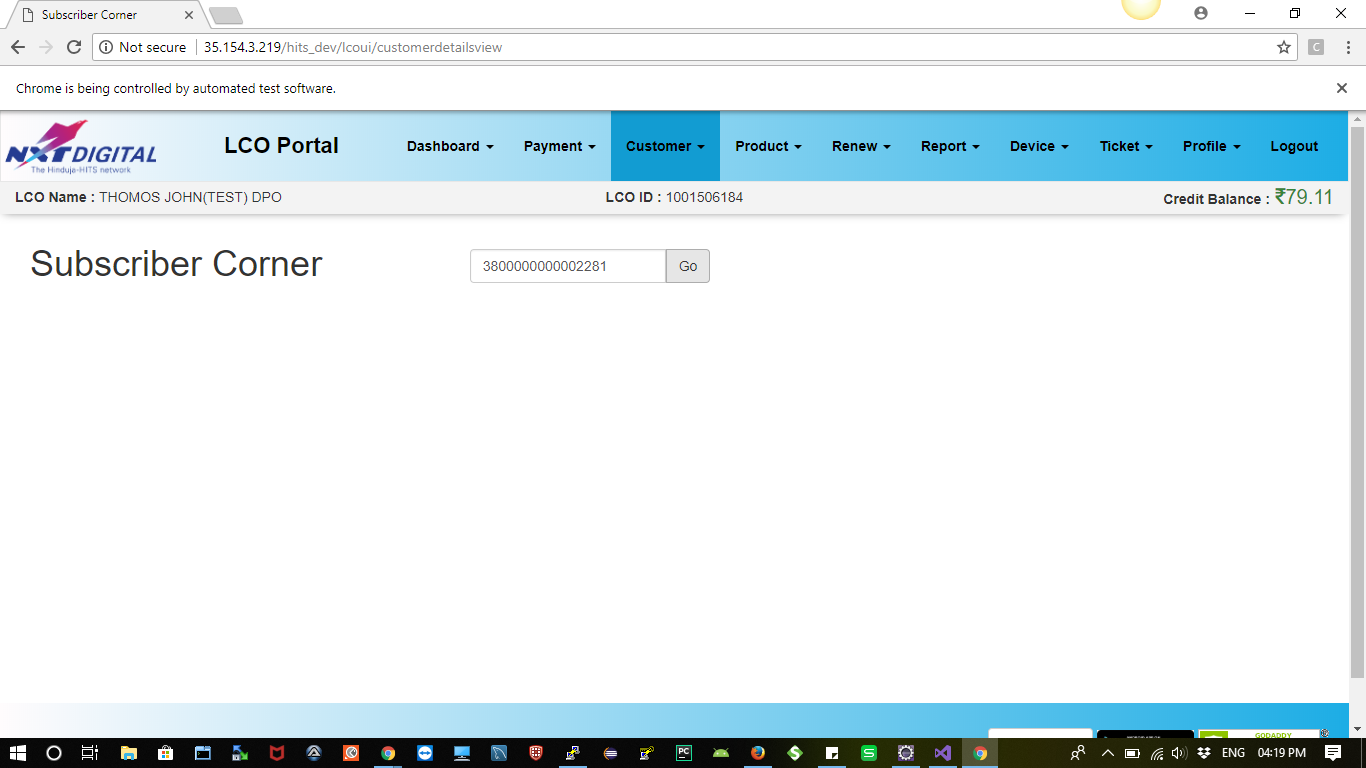 Subscriber Corner
Not secure 35.154.3.219/hits_dev/lcoui/customerdetailsview
C
Chrome is being controlled by automated test software.
NXTDIGITAL
The Hinduja-HITS network
LCO Portal Dashboard Payment Customer Product Renew Report Device Ticket Profile Logout
LCO Name : THOMOS JOHN(TEST) DPO LCO ID : 1001506184 Credit Balance : ₹79.11
Subscriber Corner 3800000000002281 Go
GODADDY
PC S ENG 04:19 PM